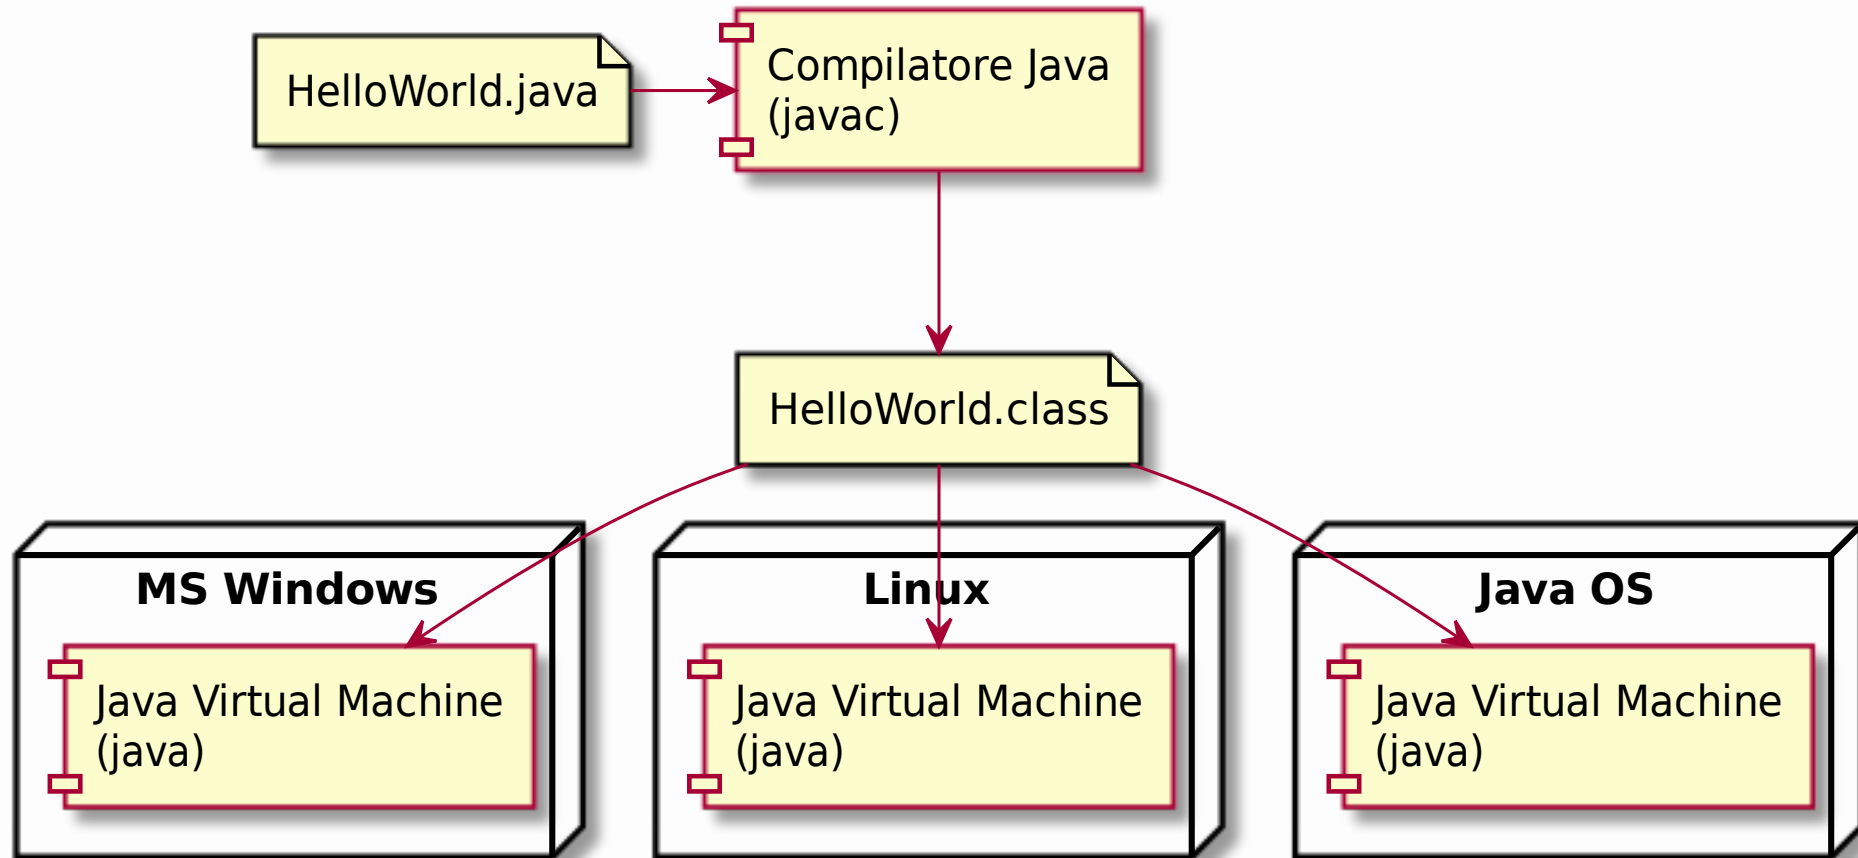 HelloWorld.java
Compilatore Java
(javac)
HelloWorld.class
MS Windows
Java Virtual Machine
(java)
Linux
Java Virtual Machine
(java)
Java OS
Java Virtual Machine
(java)